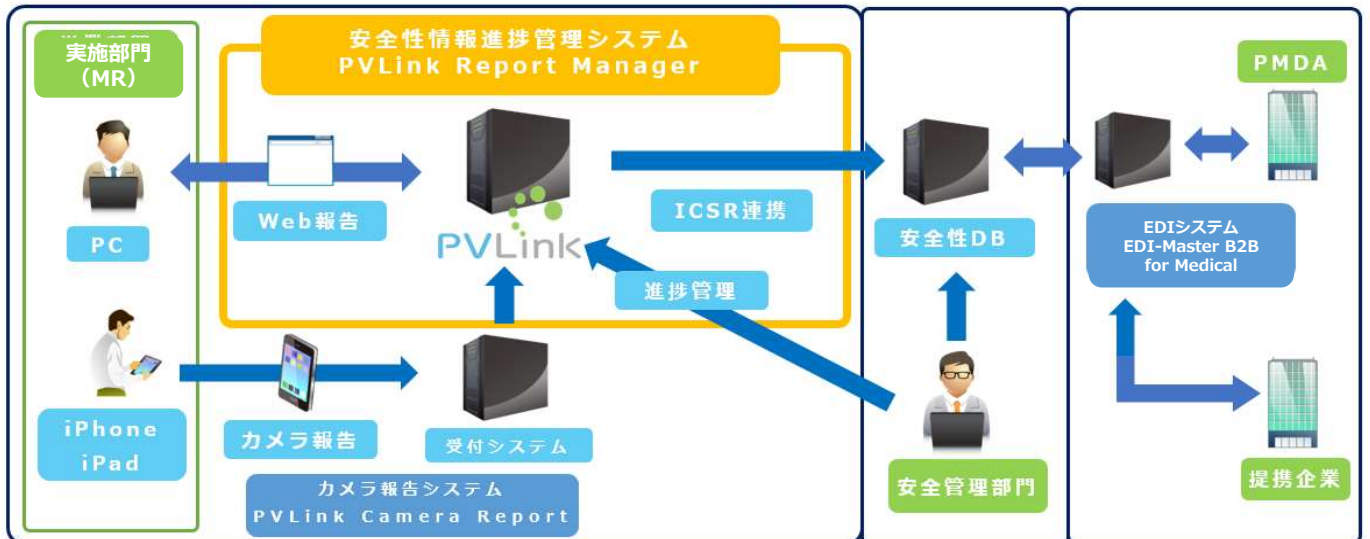 実施部門
（MR）
安全性情報進捗管理システム
PVLink Report Manager
PMDA
Web報告
PC
PVLink
ICSR連携
安全性DB
EDIシステム
EDI-Master B2B
for Medical
進捗管理
iPhone
iPad
カメラ報告
受付システム
カメラ報告システム
PVLink Camera Report
安全管理部門
提携企業